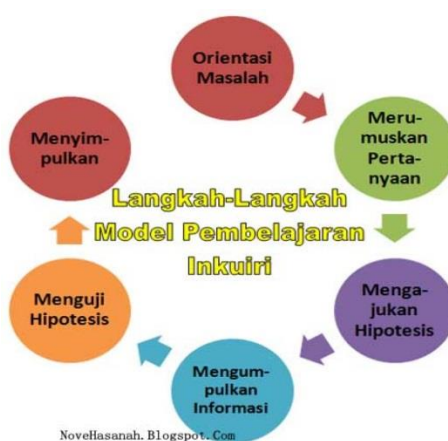 Orientasi
Masalah
Meru-
muskan
Perta-
nyaan
Menga-
jukan
Hipotesis
Mengum-
pulkan
Informasi
Menguji
Hipotesis
Menyim-
pulkan
Langkah-Langkah
Model Pembelajaran
Inkuiri
NoveHasanah.Blogspot.Com